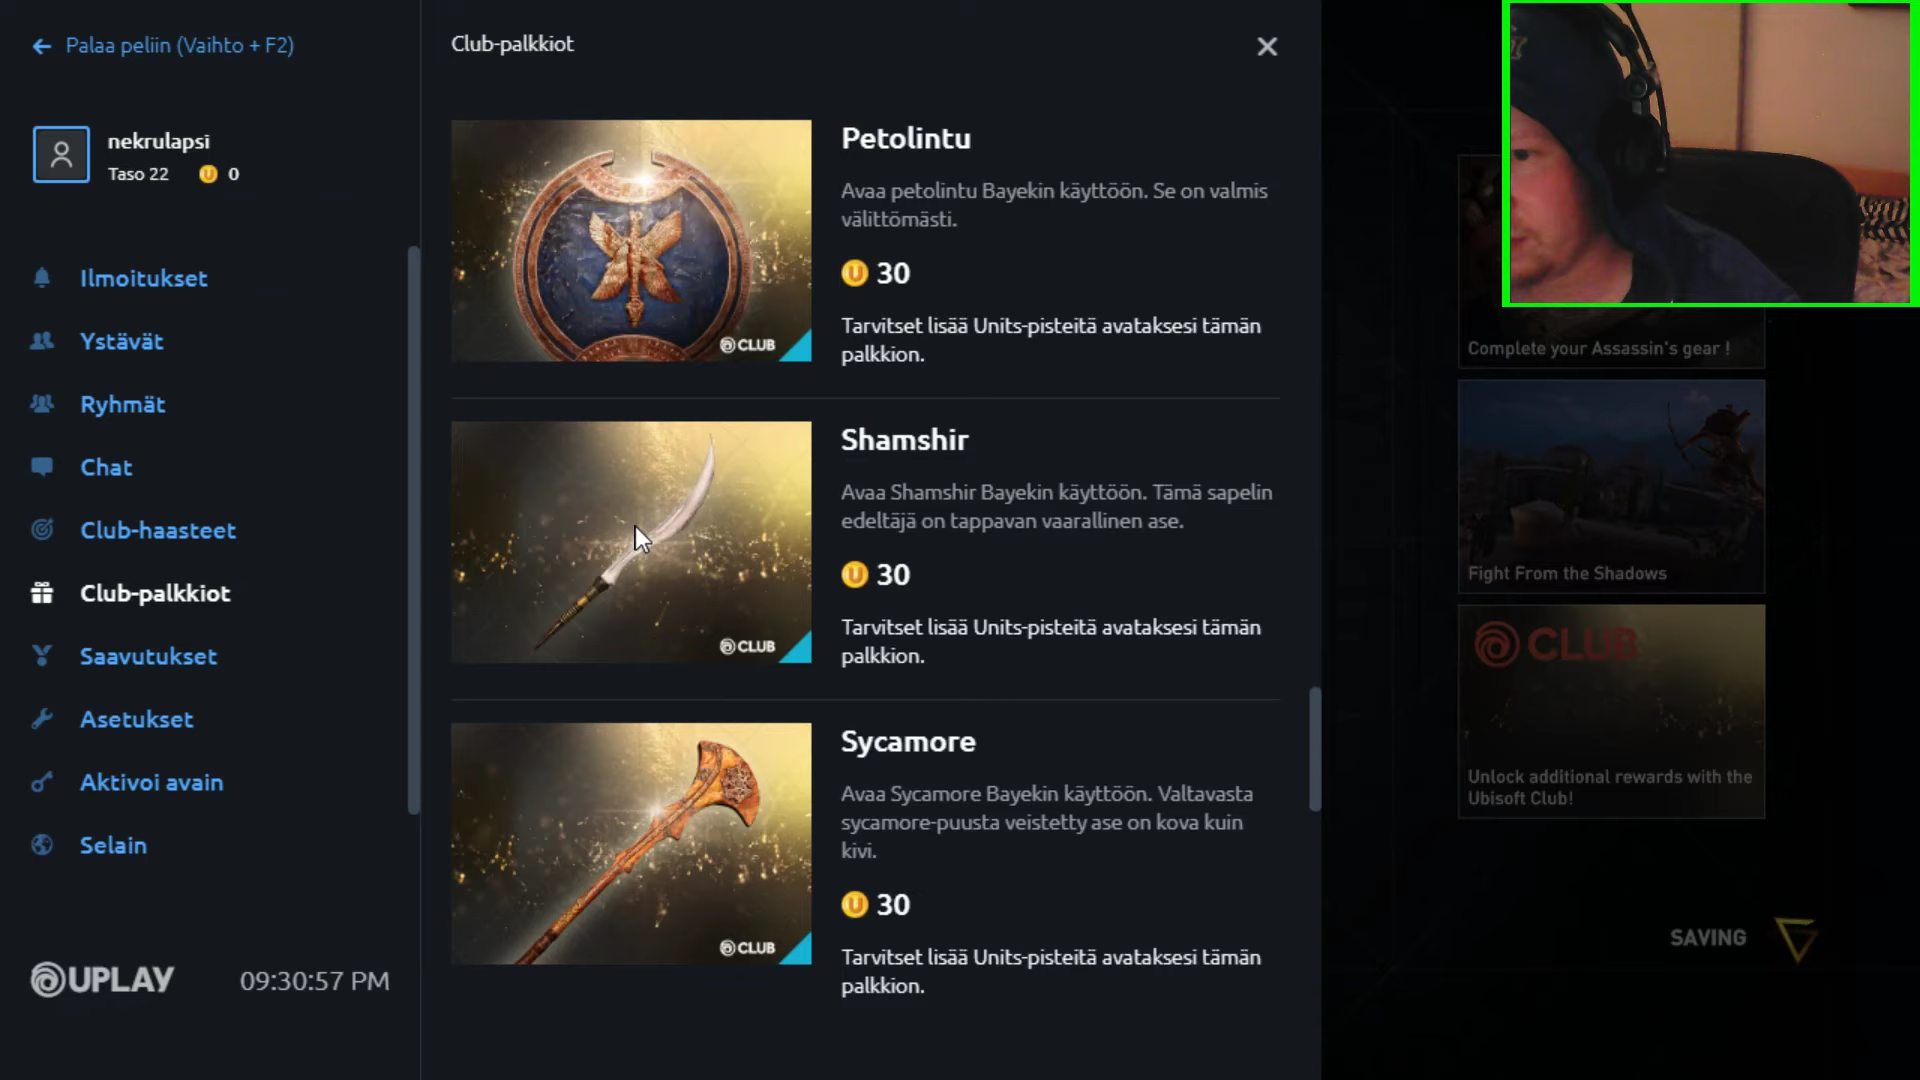 Palaa peliin (Vaihto + F2)
nekrulapsi
Taso 22 0
Ilmoitukset
Ystävät
Ryhmät
Chat
Club-haasteet
Club-palkkiot
Saavutukset
Asetukset
Aktivoi avain
Selain
UPLAY 09:30:57 PM
Club-palkkiot
CLUB
Petolintu
Avaa petolintu Bayekin käyttöön. Se on valmis
välittömästi.
30
Tarvitset lisää Units-pisteitä avataksesi tämän
palkkion.
CLUB
Shamshir
Avaa Shamshir Bayekin käyttöön. Tämä sapelin
edeltäjä on tappavan vaarallinen ase.
30
Tarvitset lisää Units-pisteitä avataksesi tämän
palkkion.
CLUB
Sycamore
Avaa Sycamore Bayekin käyttöön. Valtavasta
sycamore-puusta veistetty ase on kova kuin
kivi.
30
Tarvitset lisää Units-pisteitä avataksesi tämän
palkkion.
Complete your Assassin's gear !
Fight From the Shadows
CLUB
Unlock additional rewards with the
Ubisoft Club!
SAVING